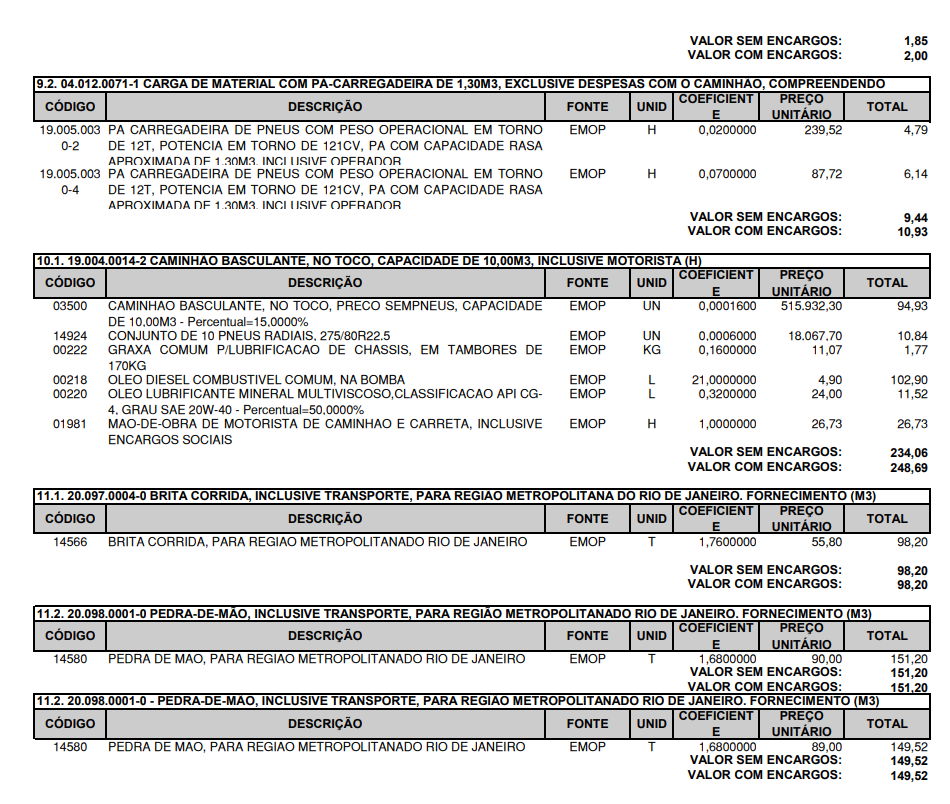 VALOR SEM ENCARGOS: 1,85
VALOR COM ENCARGOS: 2,00
9.2. 04.012.0071-1 CARGA DE MATERIAL COM PA-CARREGADEIRA DE 1,30M3, EXCLUSIVE DESPESAS COM O CAMINHAO, COMPREENDENDO
CÓDIGO DESCRIÇÃO FONTE UNID COEFICIENT E PREÇO UNITÁRIO TOTAL
19.005.003 PA CARREGADEIRA DE PNEUS COM PESO OPERACIONAL EM TORNO EMOP H 0,0200000 239,52 4,79
0-2 DE 12T, POTENCIA EM TORNO DE 121CV, PA COM CAPACIDADE RASA
APROXIMADA DE 1,30M3, INCLUSIVE OPERADOR
19.005.003 PA CARREGADEIRA DE PNEUS COM PESO OPERACIONAL EM TORNO EMOP H 0,0700000 87,72 6,14
0-4 DE 12T, POTENCIA EM TORNO DE 121CV, PA COM CAPACIDADE RASA
APROXIMADA DE 1,30M3, INCLUSIVE OPERADOR
VALOR SEM ENCARGOS: 9,44
VALOR COM ENCARGOS: 10,93
10.1. 19.004.0014-2 CAMINHAO BASCULANTE, NO TOCO, CAPACIDADE DE 10,00M3, INCLUSIVE MOTORISTA (H)
CÓDIGO DESCRIÇÃO FONTE UNID COEFICIENT E PREÇO UNITÁRIO TOTAL
03500 CAMINHAO BASCULANTE, NO TOCO, PRECO SEMPNEUS, CAPACIDADE EMOP UN 0,0001600 515.932,30 94,93
DE 10,00M3 - Percentual=15,0000%
14924 CONJUNTO DE 10 PNEUS RADIAIS, 275/80R22,5 EMOP UN 0,0006000 18.067,70 10,84
00222 GRAXA COMUM P/LUBRIFICACAO DE CHASSIS, EM TAMBORES DE EMOP KG 0,1600000 11,07 1,77
170KG
00218 OLEO DIESEL COMBUSTIVEL COMUM, NA BOMBA EMOP L 21,0000000 4,90 102,90
00220 OLEO LUBRIFICANTE MINERAL MULTIVISCOSO,CLASSIFICACAO API CG- EMOP L 0,3200000 24,00 11,52
4, GRAU SAE 20W-40 - Percentual=50,0000%
01981 MAO-DE-OBRA DE MOTORISTA DE CAMINHAO E CARRETA, INCLUSIVE EMOP H 1,0000000 26,73 26,73
ENCARGOS SOCIAIS
VALOR SEM ENCARGOS: 234,06
VALOR COM ENCARGOS: 248,69
11.1. 20.097.0004-0 BRITA CORRIDA, INCLUSIVE TRANSPORTE, PARA REGIAO METROPOLITANA DO RIO DE JANEIRO. FORNECIMENTO (M3)
CÓDIGO DESCRIÇÃO FONTE UNID COEFICIENT E PREÇO UNITÁRIO TOTAL
14566 BRITA CORRIDA, PARA REGIAO METROPOLITANADO RIO DE JANEIRO EMOP T 1,7600000 55,80 98,20
VALOR SEM ENCARGOS: 98,20
VALOR COM ENCARGOS: 98,20
11.2. 20.098.0001-0 PEDRA-DE-MÃO, INCLUSIVE TRANSPORTE, PARA REGIÃO METROPOLITANADO RIO DE JANEIRO. FORNECIMENTO (M3)
CÓDIGO DESCRIÇÃO FONTE UNID COEFICIENT E PREÇO UNITÁRIO TOTAL
14580 PEDRA DE MAO, PARA REGIAO METROPOLITANADO RIO DE JANEIRO EMOP T 1,6800000 90,00 151,20
VALOR SEM ENCARGOS: 151,20
VALOR COM ENCARGOS: 151,20
11.2. 20.098.0001-0 - PEDRA-DE-MAO, INCLUSIVE TRANSPORTE, PARA REGIAO METROPOLITANADO RIO DE JANEIRO. FORNECIMENTO (M3)
CÓDIGO DESCRIÇÃO FONTE UNID COEFICIENT E PREÇO UNITÁRIO TOTAL
14580 PEDRA DE MAO, PARA REGIAO METROPOLITANADO RIO DE JANEIRO EMOP T 1,6800000 89,00 149,52
VALOR SEM ENCARGOS: 149,52
VALOR COM ENCARGOS: 149,52